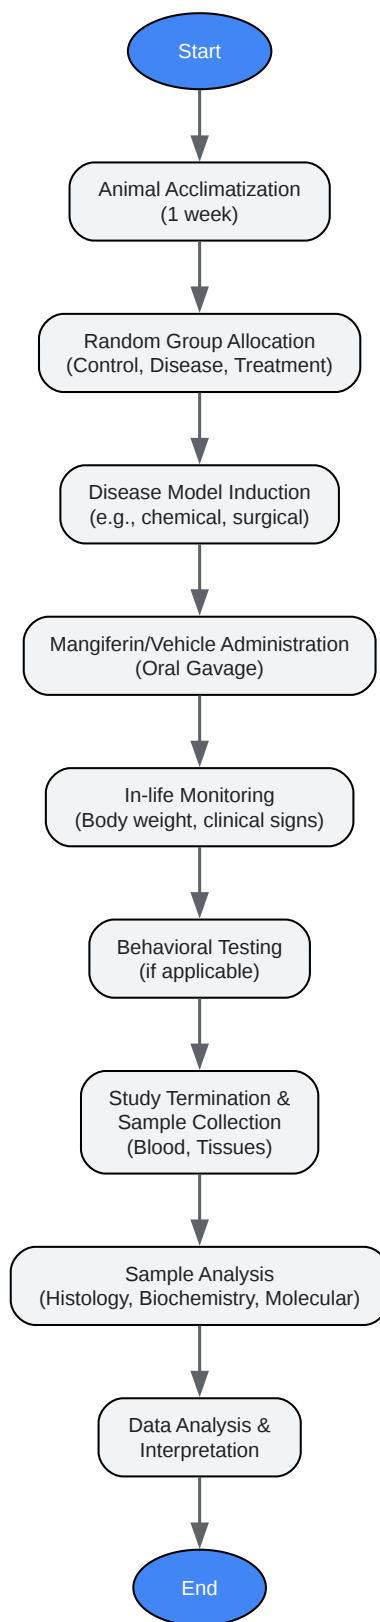 Start
Animal Acclimatization
(1 week)
Random Group Allocation
(Control, Disease, Treatment)
Disease Model Induction
(e.g., chemical, surgical)
Mangiferin/Vehicle Administration
(Oral Gavage)
In-life Monitoring
(Body weight, clinical signs)
Behavioral Testing
(if applicable)
Study Termination &
Sample Collection
(Blood, Tissues)
Sample Analysis
(Histology, Biochemistry, Molecular)
Data Analysis &
Interpretation
End